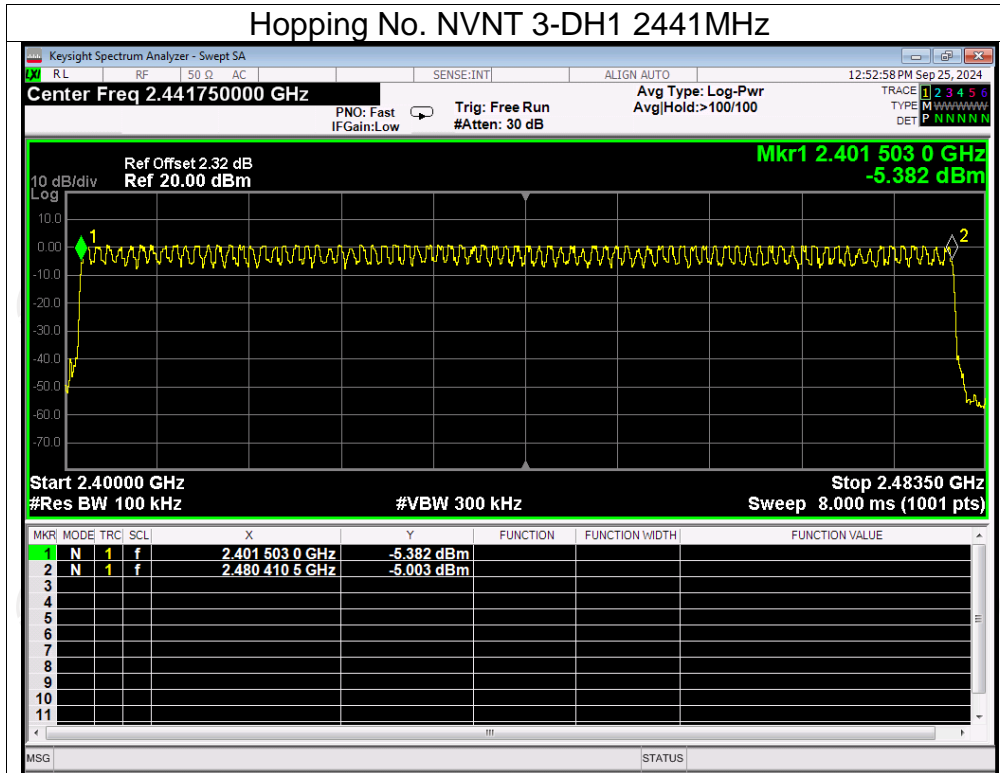 Hopping No. NVNT 3-DH1 2441MHz
Keysight Spectrum Analyzer - Swept SA
LXI RL RF 50 Ω AC SENSE:INT ALIGN AUTO 12:52:58 PM Sep 25, 2024
Center Freq 2.441750000 GHz Avg Type: Log-Pwr TRACE 1 2 3 4 5 6
PNO: Fast Trig: Free Run Avg|Hold:>100/100 TYPE M WWWWW
IFGain:Low #Atten: 30 dB DET P N N N N N
Mkr1 2.401 503 0 GHz
Ref Offset 2.32 dB
10 dB/div Ref 20.00 dBm -5.382 dBm
Log
10.0
1 2
0.00
-10.0
-20.0
-30.0
-40.0
-50.0
-60.0
-70.0
Start 2.40000 GHz Stop 2.48350 GHz
#Res BW 100 kHz #VBW 300 kHz Sweep 8.000 ms (1001 pts)
MKR MODE TRC SCL X Y FUNCTION FUNCTION WIDTH FUNCTION VALUE
1 N 1 f 2.401 503 0 GHz -5.382 dBm
2 N 1 f 2.480 410 5 GHz -5.003 dBm
3
4
5
6
7
8
9
10
11
MSG STATUS